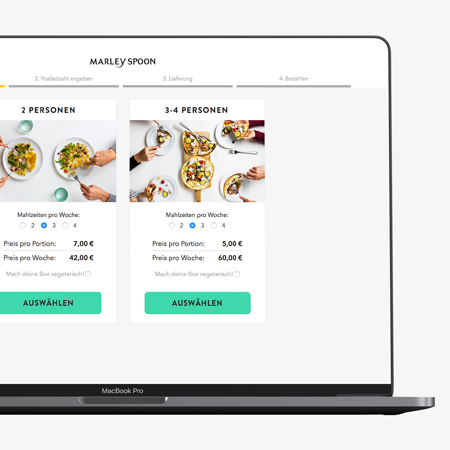 MARLEY SPOON
2. Postleitzahl angeben
3. Lieferung
4. Bezahlen
2 PERSONEN
Mahlzeiten pro Woche:
2 3 4
Preis pro Portion: 7,00 €
Preis pro Woche: 42,00 €
Mach deine Box vegetarisch!
AUSWÄHLEN
3-4 PERSONEN
Mahlzeiten pro Woche:
2 3 4
Preis pro Portion: 5,00 €
Preis pro Woche: 60,00 €
Mach deine Box vegetarisch!
AUSWÄHLEN
MacBook Pro